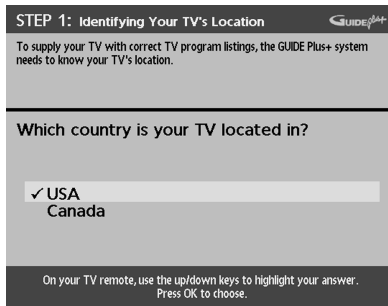 STEP 1: Identifying Your TV's Location
GUIDE Plus+
To supply your TV with correct TV program listings, the GUIDE Plus+ system
needs to know your TV's location.
Which country is your TV located in?
✓ USA
Canada
On your TV remote, use the up/down keys to highlight your answer.
Press OK to choose.